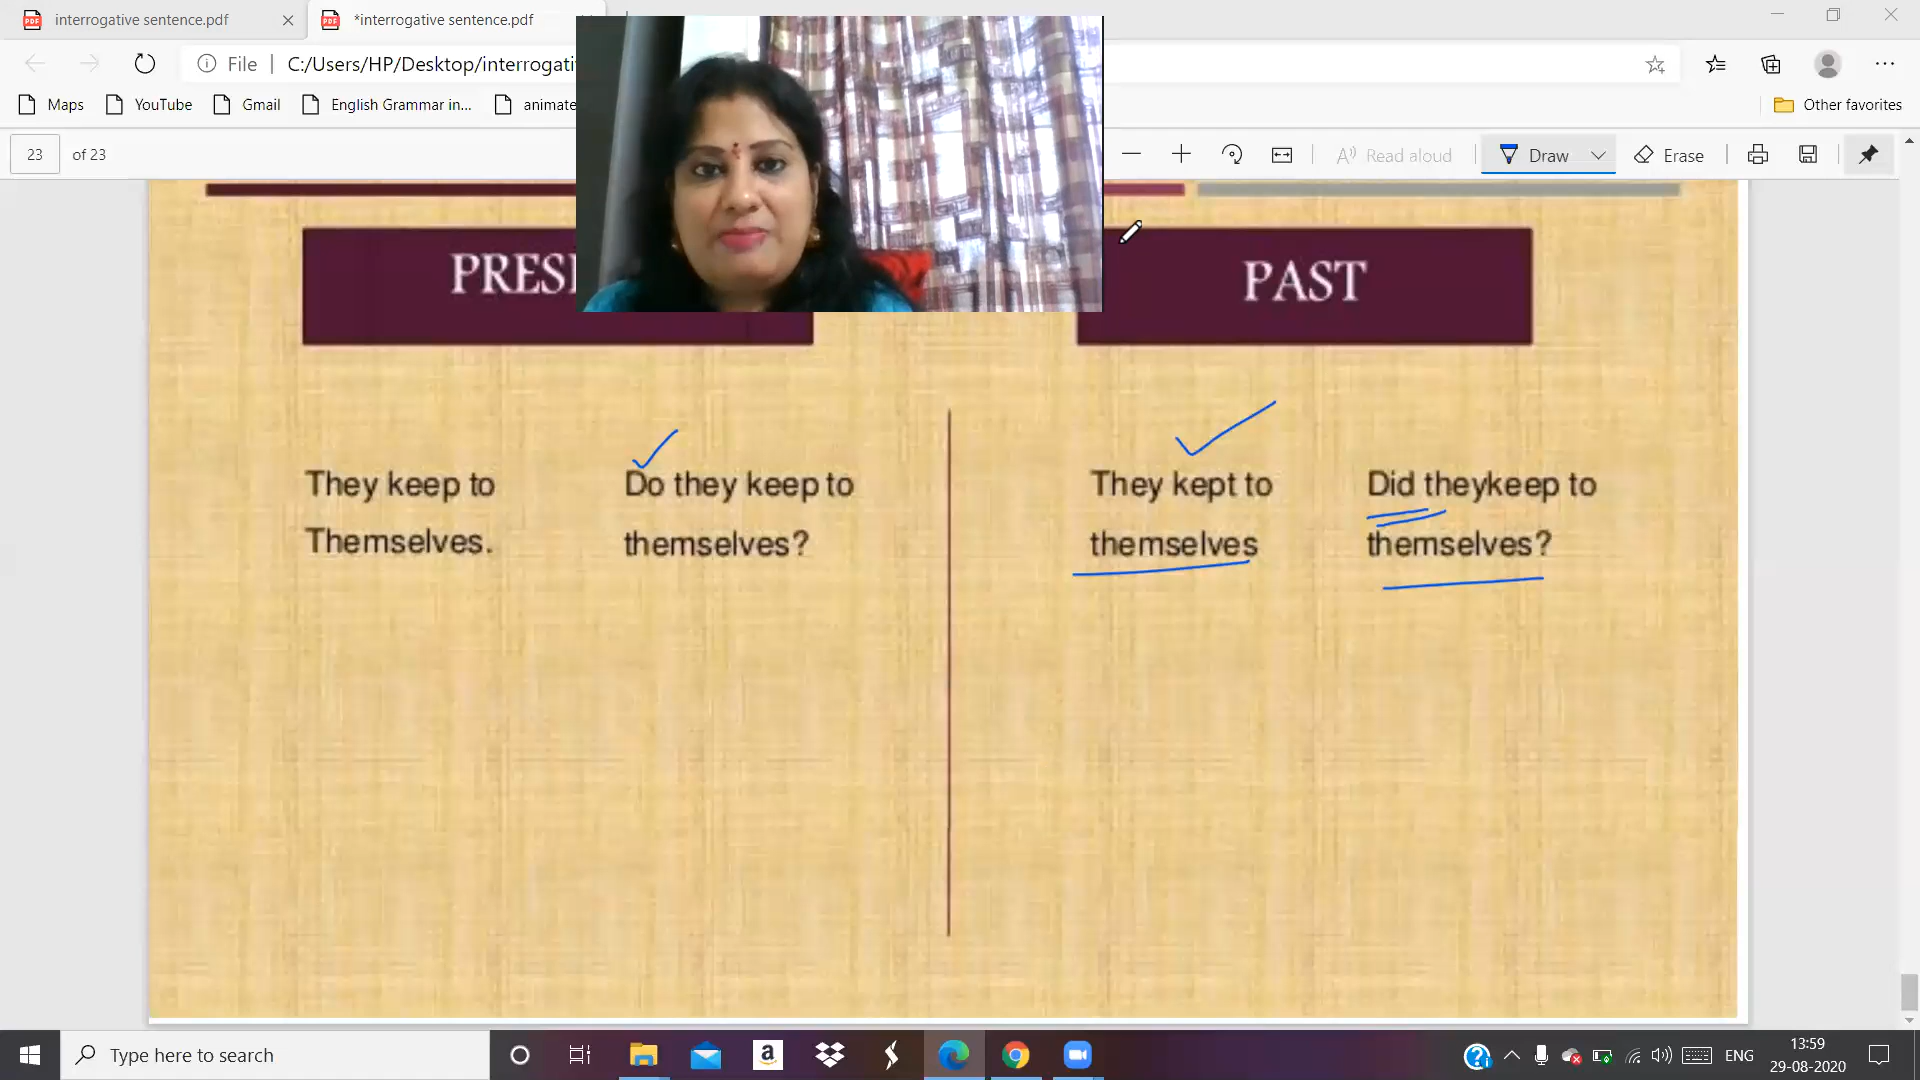 interrogative sentence.pdf
*interrogative sentence.pdf
File
C:/Users/HP/Desktop/interrogati
Maps
YouTube
Gmail
English Grammar in...
animate
Other favorites
23
of 23
Read aloud
Draw
Erase
PRES
PAST
They keep to
Themselves.
Do they keep to
themselves?
They kept to
themselves
Did theykeep to
themselves?
Type here to search
ENG
13:59
29-08-2020